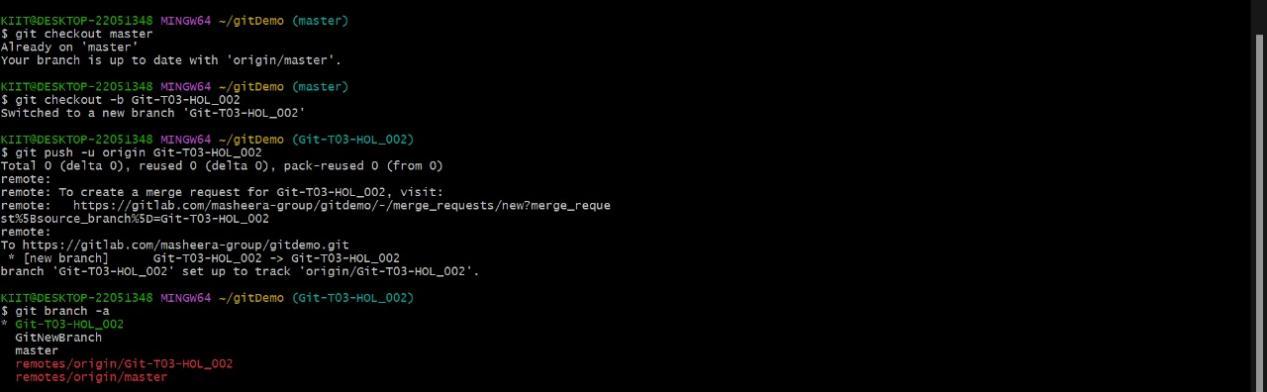 KIIT@DESKTOP-22051348 MINGW64 ~/gitDemo (master)
$ git checkout master
Already on 'master'
Your branch is up to date with 'origin/master'.
KIIT@DESKTOP-22051348 MINGW64 ~/gitDemo (master)
$ git checkout -b Git-T03-HOL_002
Switched to a new branch 'Git-T03-HOL_002'
KIIT@DESKTOP-22051348 MINGW64 ~/gitDemo (Git-T03-HOL_002)
$ git push -u origin Git-T03-HOL_002
Total 0 (delta 0), reused 0 (delta 0), pack-reused 0 (from 0)
remote:
remote: To create a merge request for Git-T03-HOL_002, visit:
remote:   https://gitlab.com/masheera-group/gitdemo/-/merge_requests/new?merge_reque
st%5Bsource_branch%5D=Git-T03-HOL_002
remote:
To https://gitlab.com/masheera-group/gitdemo.git
 * [new branch]      Git-T03-HOL_002 -> Git-T03-HOL_002
branch 'Git-T03-HOL_002' set up to track 'origin/Git-T03-HOL_002'.
KIIT@DESKTOP-22051348 MINGW64 ~/gitDemo (Git-T03-HOL_002)
$ git branch -a
* Git-T03-HOL_002
  GitNewBranch
  master
  remotes/origin/Git-T03-HOL_002
  remotes/origin/master